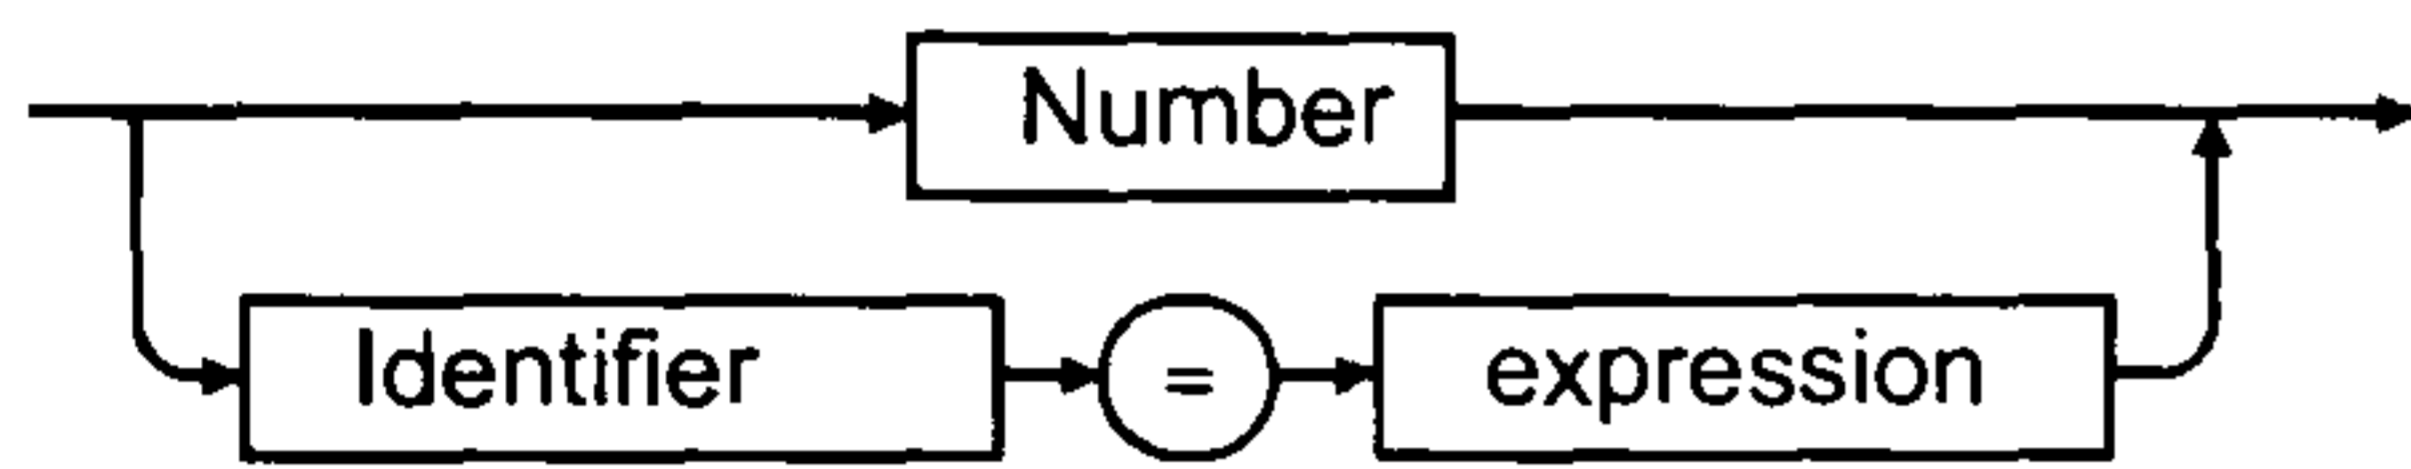 Number
Identifier = expression